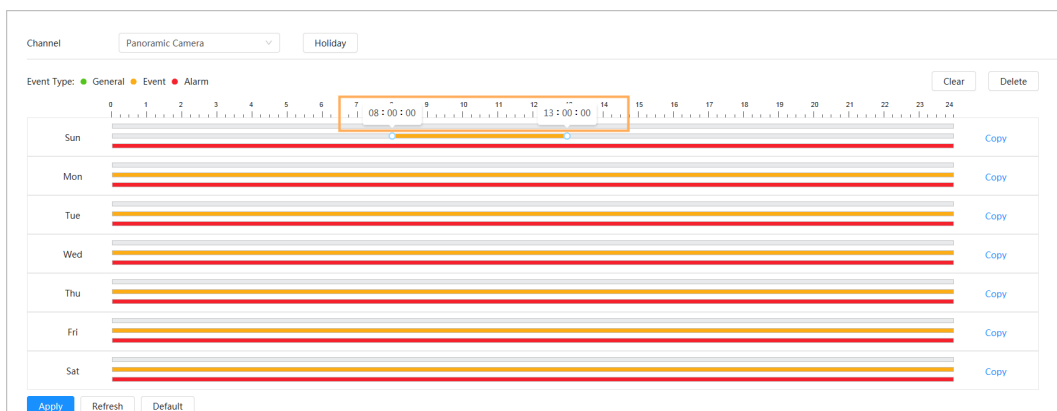 Channel Panoramic Camera Holiday
Event Type: General Event Alarm Clear Delete
0 1 2 3 4 5 6 7 9 10 11 12 14 15 16 17 18 19 20 21 22 23 24
08:00:00 13:00:00
Sun Copy
Mon Copy
Tue Copy
Wed Copy
Thu Copy
Fri Copy
Sat Copy
Apply Refresh Default